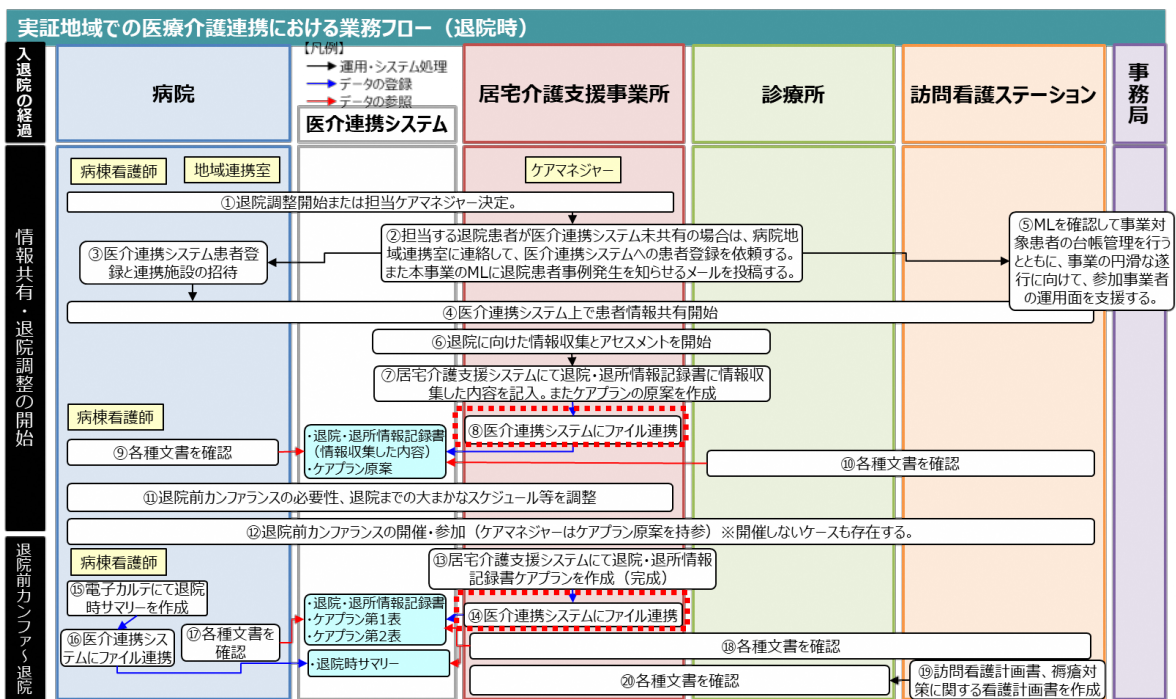 実証地域での医療介護連携における業務フロー（退院時）
入退院の経過
病院
【凡例】
運用・システム処理
データの登録
データの参照
医介連携システム
居宅介護支援事業所
診療所
訪問看護ステーション
事務局
情報共有・退院調整の開始
病棟看護師
地域連携室
ケアマネジャー
①退院調整開始または担当ケアマネジャー決定。
②担当する退院患者が医介連携システム未共有の場合は、病院地
域連携室に連絡して、医介連携システムへの患者登録を依頼する。
また本事業のMLに退院患者事例発生を知らせるメールを投稿する。
③医介連携システム患者登
録と連携施設の招待
⑤MLを確認して事業対
象患者の台帳管理を行う
とともに、事業の円滑な遂
行に向けて、参加事業者
の運用面を支援する。
④医介連携システム上で患者情報共有開始
⑥退院に向けた情報収集とアセスメントを開始
⑦居宅介護支援システムにて退院・退所情報記録書に情報収
集した内容を記入。またケアプランの原案を作成
病棟看護師
⑧医介連携システムにファイル連携
⑨各種文書を確認
・退院・退所情報記録書
（情報収集した内容）
・ケアプラン原案
⑩各種文書を確認
⑪退院前カンファランスの必要性、退院までの大まかなスケジュール等を調整
⑫退院前カンファランスの開催・参加（ケアマネジャーはケアプラン原案を持参）※開催しないケースも存在する。
退院前カンファ～退院
病棟看護師
⑬居宅介護支援システムにて退院・退所情報
記録書ケアプランを作成（完成）
⑮電子カルテにて退院
時サマリーを作成
・退院・退所情報記録書
・ケアプラン第1表
・ケアプラン第2表
⑭医介連携システムにファイル連携
⑯医介連携シス
テムにファイル連携
⑰各種文書を
確認
⑱各種文書を確認
・退院時サマリー
⑲訪問看護計画書、褥瘡対
策に関する看護計画書を作成
⑳各種文書を確認